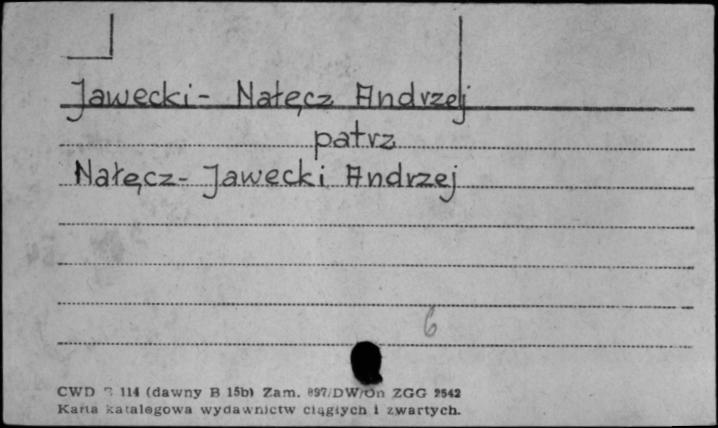 Jawecki- Nałęcz Andrzej
patrz
Nałęcz- Jawecki Andrzej
6
CWD 114 (dawny B 15b) Zam. 897/DW/On ZGG 2542
Karta katalogowa wydawnictw ciągłych i zwartych.